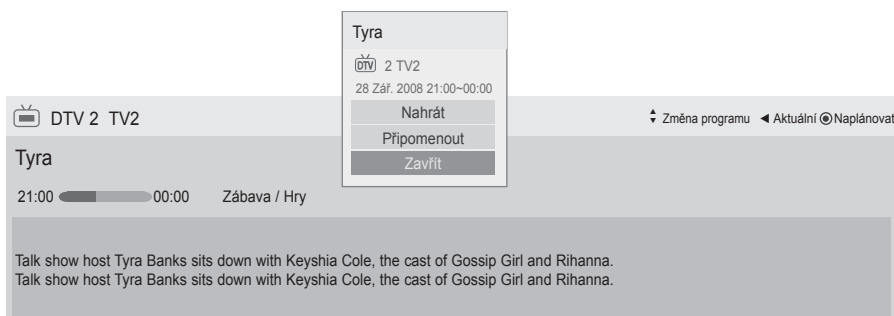 Tyra
DTV 2 TV2
28 Zář. 2008 21:00~00:00
Nahrát
Připomenout
Zavřít
DTV 2 TV2
Změna programu Aktuální Naplánovat
Tyra
21:00 00:00 Zábava / Hry
Talk show host Tyra Banks sits down with Keyshia Cole, the cast of Gossip Girl and Rihanna.
Talk show host Tyra Banks sits down with Keyshia Cole, the cast of Gossip Girl and Rihanna.